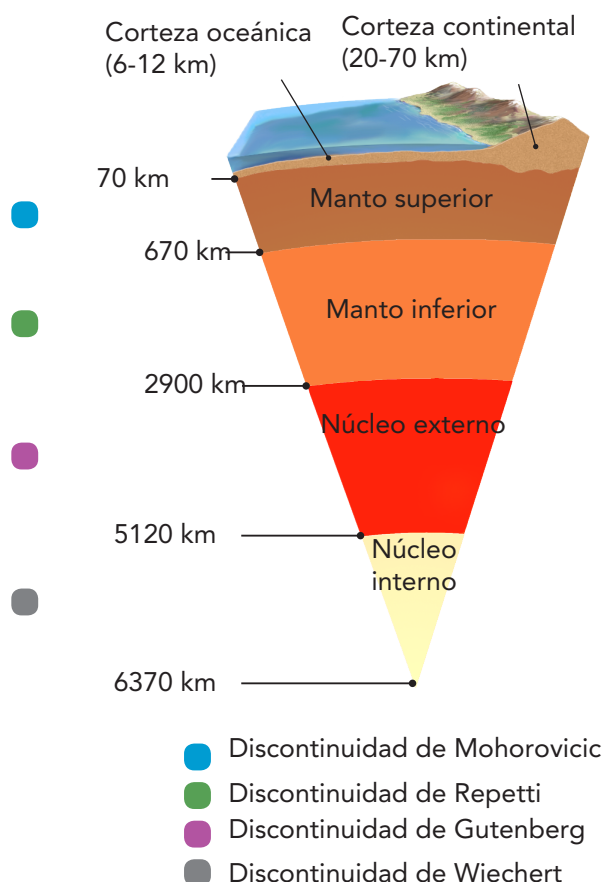 Corteza oceánica
(6-12 km)
Corteza continental
(20-70 km)
70 km
Manto superior
670 km
Manto inferior
2900 km
Núcleo externo
5120 km
Núcleo
interno
6370 km
Discontinuidad de Mohorovicic
Discontinuidad de Repetti
Discontinuidad de Gutenberg
Discontinuidad de Wiechert